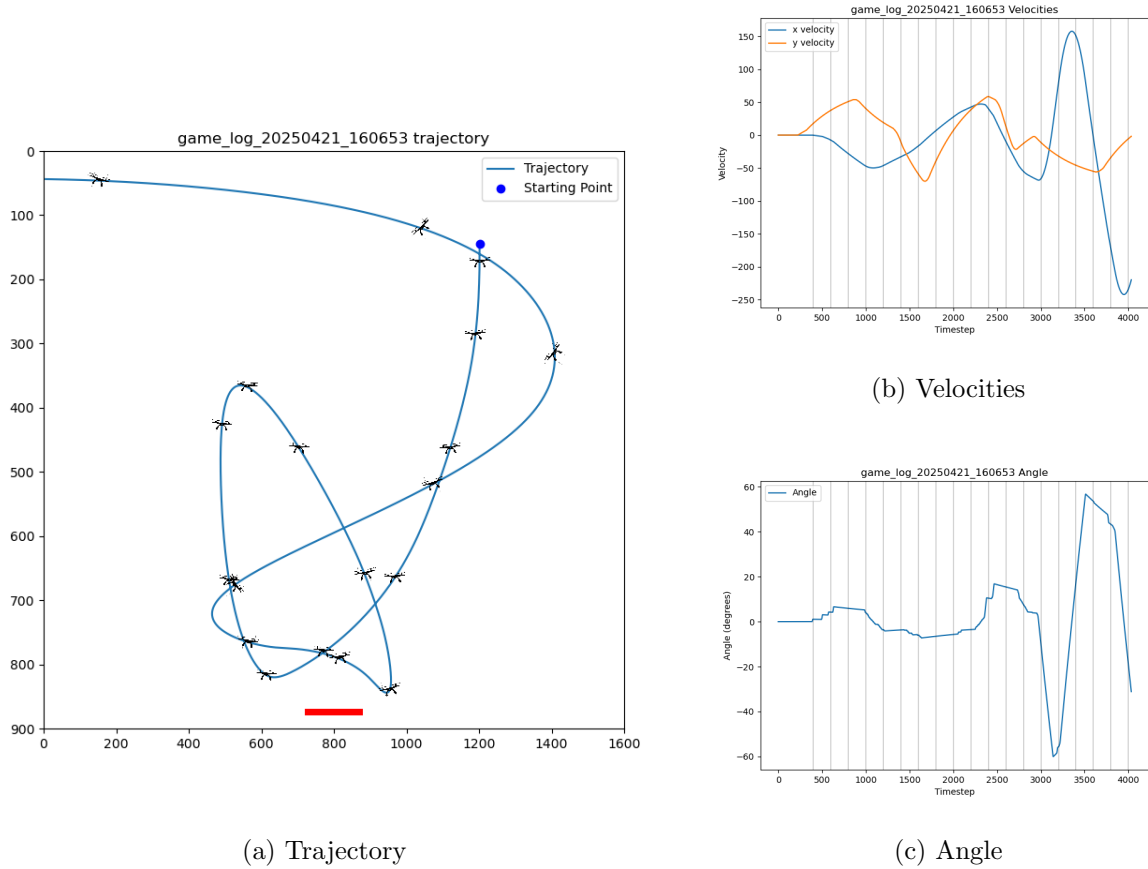 game_log_20250421_160653 trajectory
Trajectory
Starting Point
0
100
200
300
400
500
600
700
800
900
0 200 400 600 800 1000 1200 1400 1600
(a) Trajectory
game_log_20250421_160653 Velocities
x velocity
y velocity
150
100
50
0
−50
−100
−150
−200
−250
Velocity
0 500 1000 1500 2000 2500 3000 3500 4000
Timestep
(b) Velocities
game_log_20250421_160653 Angle
Angle
60
40
20
0
−20
−40
−60
Angle (degrees)
0 500 1000 1500 2000 2500 3000 3500 4000
Timestep
(c) Angle